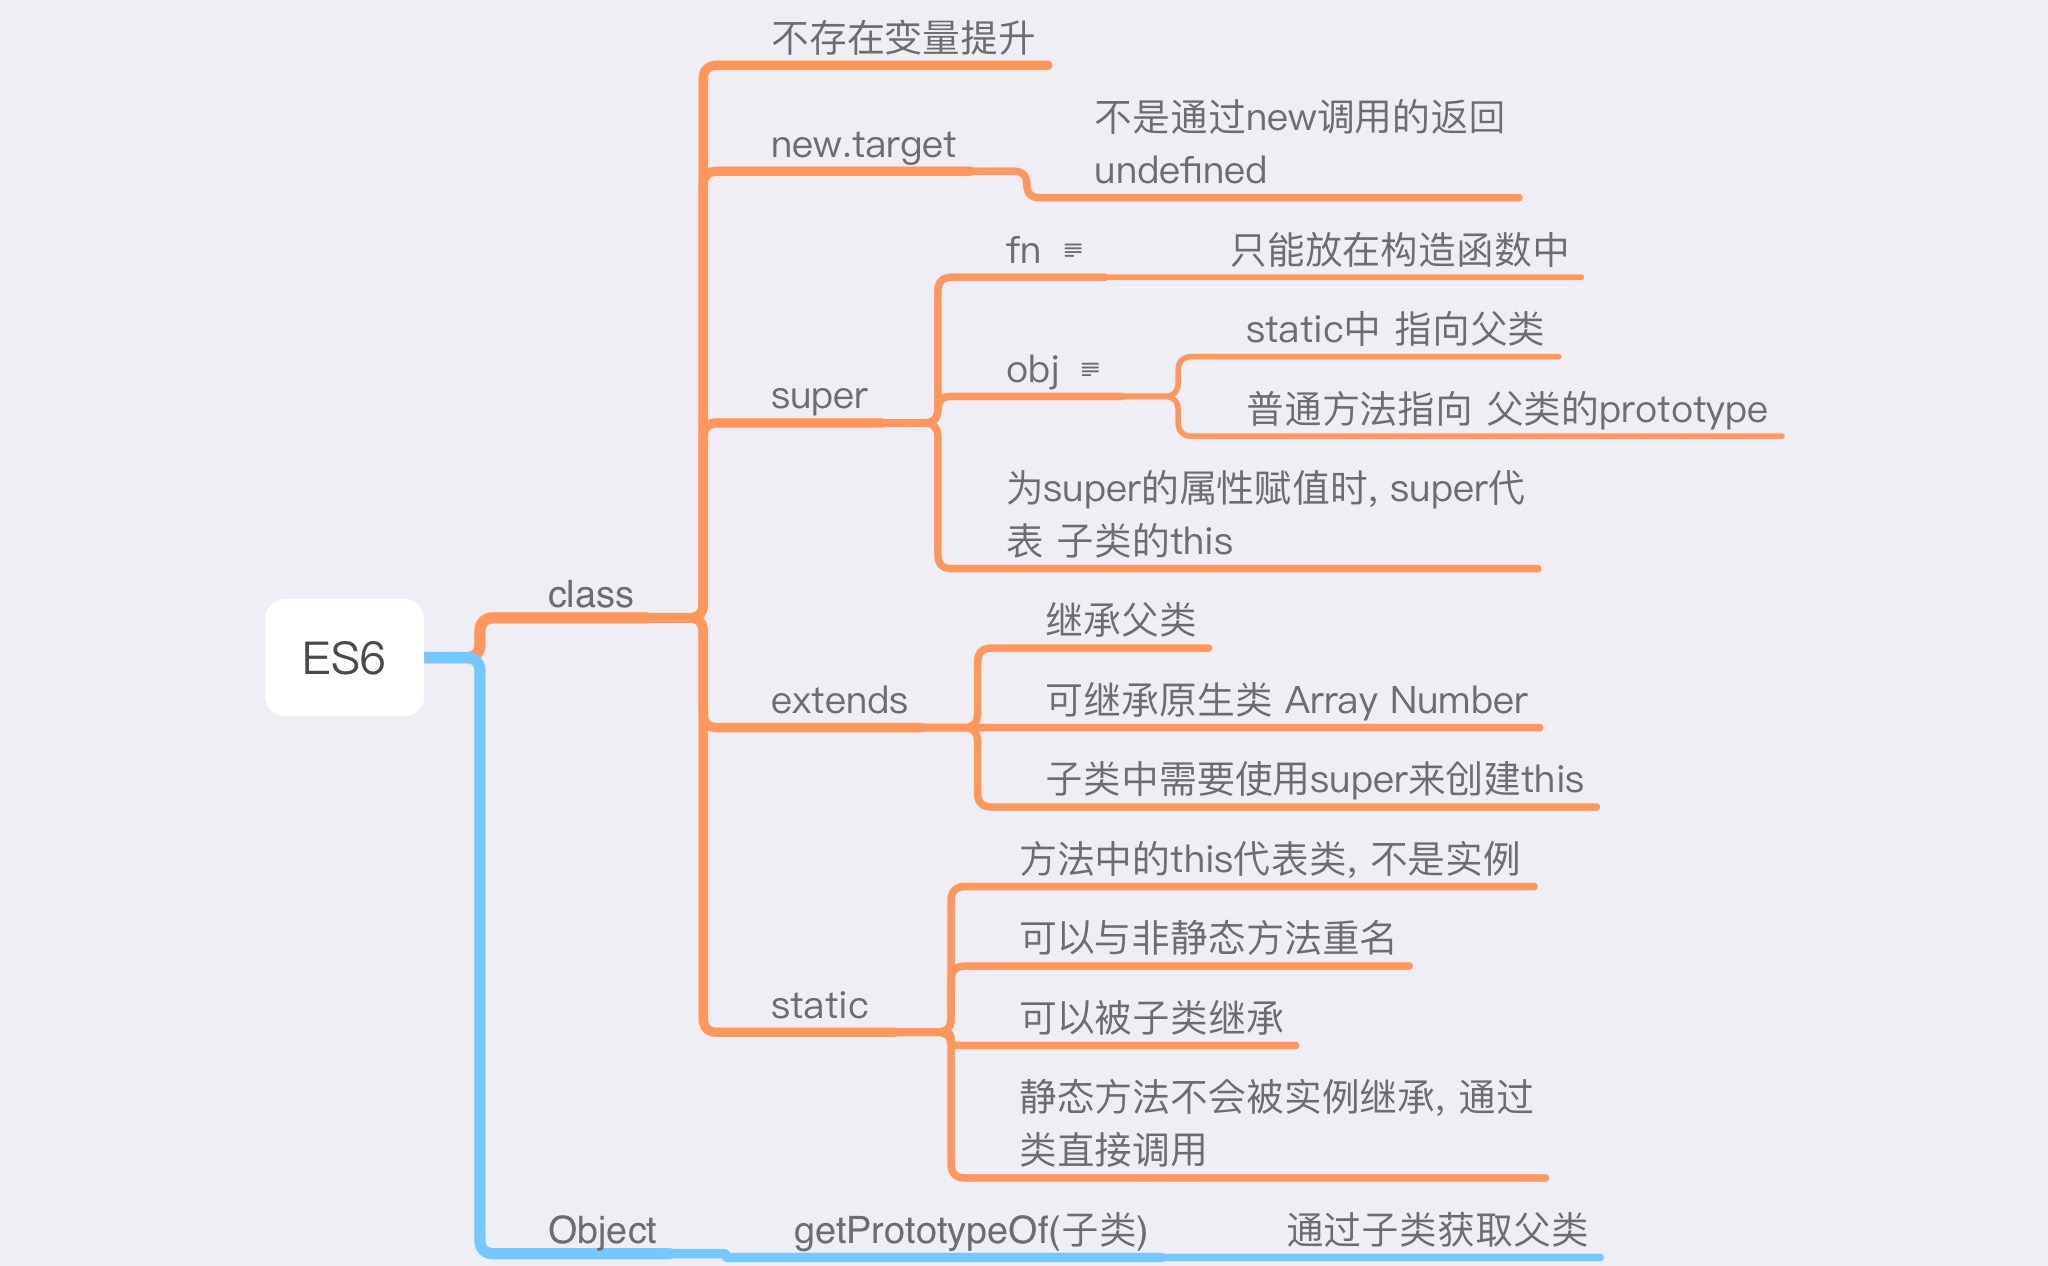 不存在变量提升
new.target
不是通过new调用的返回
undefined
fn
只能放在构造函数中
super
obj
static中 指向父类
普通方法指向 父类的prototype
为super的属性赋值时, super代
表 子类的this
ES6
class
extends
继承父类
可继承原生类 Array Number
子类中需要使用super来创建this
static
方法中的this代表类, 不是实例
可以与非静态方法重名
可以被子类继承
静态方法不会被实例继承, 通过
类直接调用
Object
getPrototypeOf(子类)
通过子类获取父类